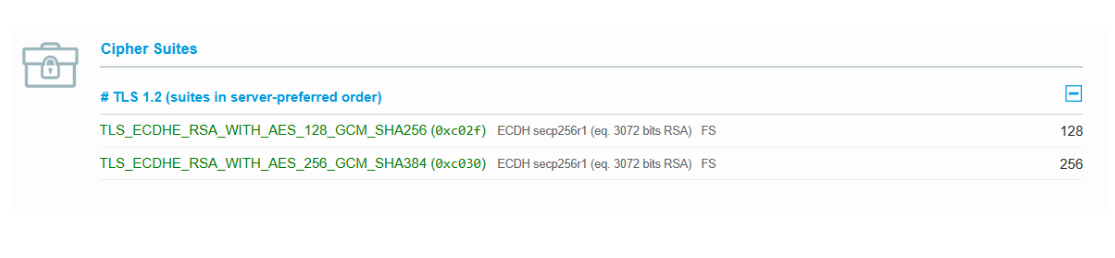 Cipher Suites
# TLS 1.2 (suites in server-preferred order)
TLS_ECDHE_RSA_WITH_AES_128_GCM_SHA256 (0xc02f) ECDH secp256r1 (eq. 3072 bits RSA) FS 128
TLS_ECDHE_RSA_WITH_AES_256_GCM_SHA384 (0xc030) ECDH secp256r1 (eq. 3072 bits RSA) FS 256